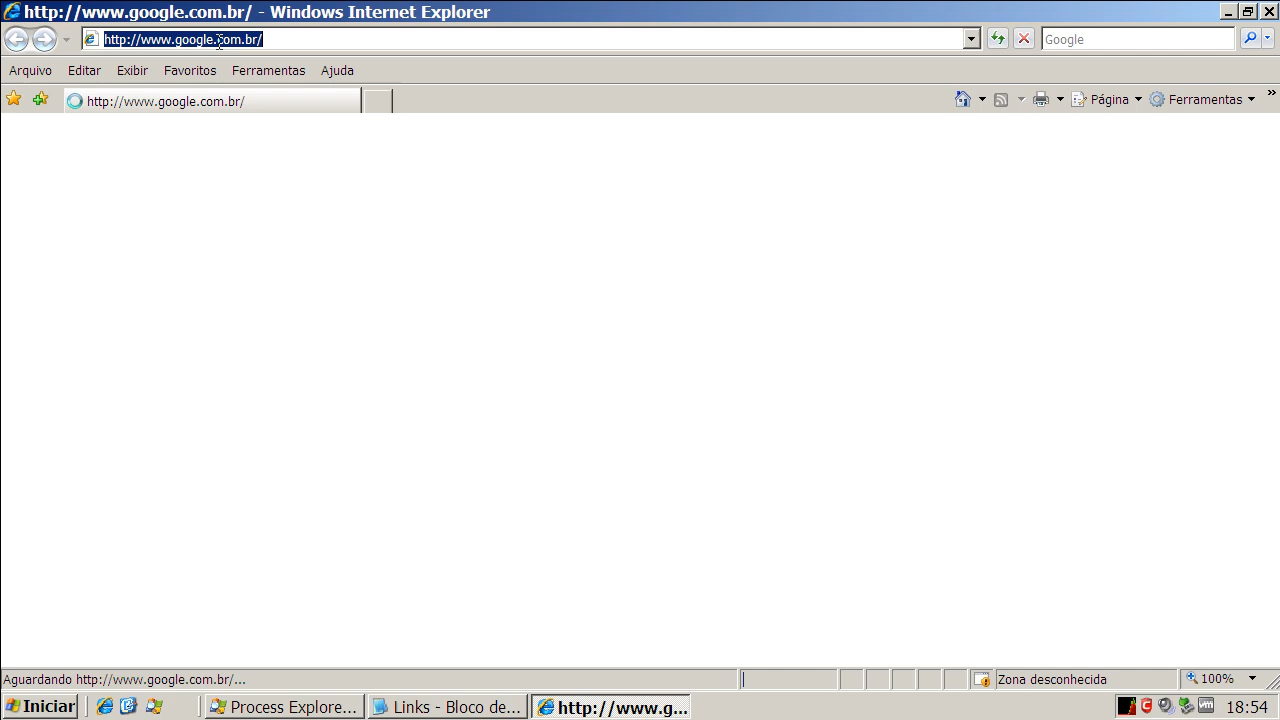 http://www.google.com.br/ - Windows Internet Explorer
http://www.google.com.br/
Google
Arquivo Editar Exibir Favoritos Ferramentas Ajuda
http://www.google.com.br/
Página Ferramentas »
Aguardando http://www.google.com.br/...
Zona desconhecida
100%
Iniciar
Process Explore...
Links - Bloco de...
http://www.g...
18:54